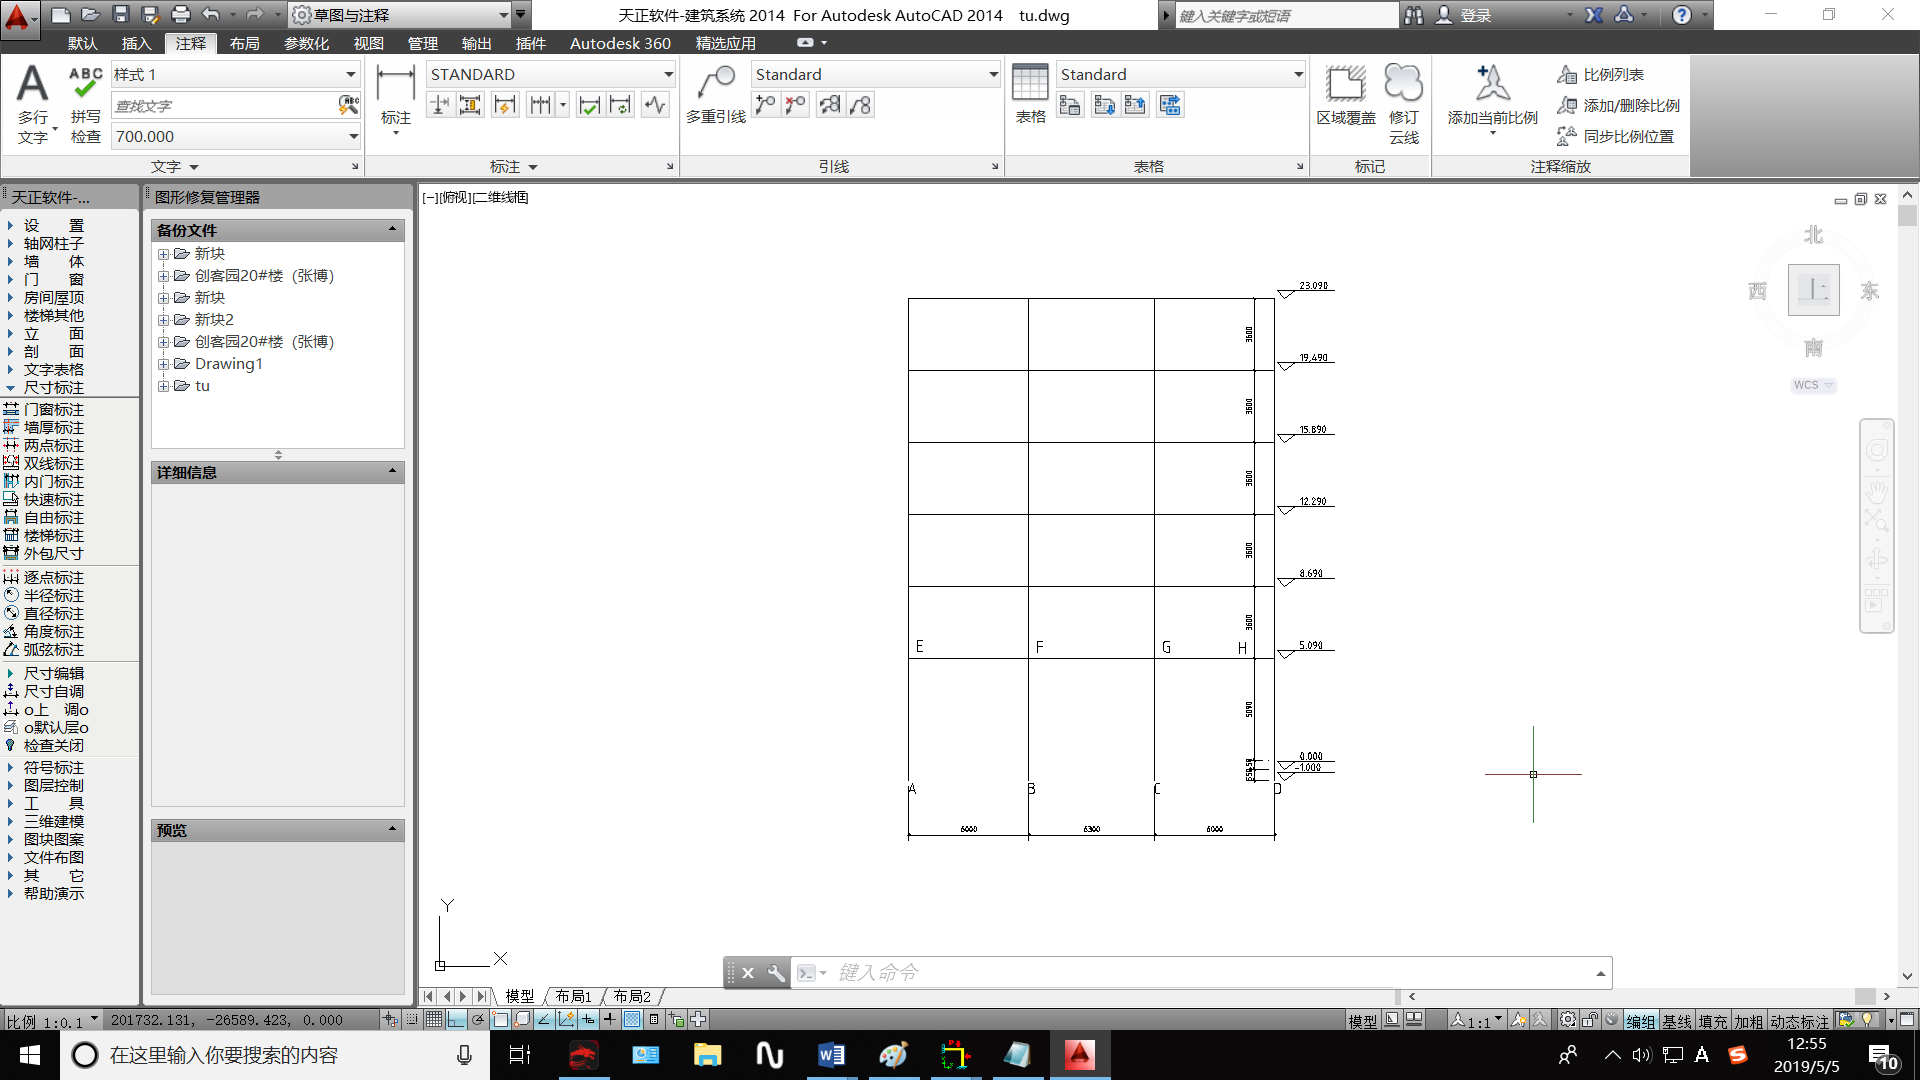 草图与注释
天正软件-建筑系统 2014 For Autodesk AutoCAD 2014 tu.dwg
键入关键字或短语
登录
默认 插入 注释 布局 参数化 视图 管理 输出 插件 Autodesk 360 精选应用
A 多行文字
ABC 拼写检查
样式 1
查找文字
700.000
标注
STANDARD
多重引线
Standard
表格
Standard
区域覆盖
修订云线
添加当前比例
比例列表
添加/删除比例
同步比例位置
文字 标注 引线 表格 标记 注释缩放
天正软件-...
设 置
轴网柱子
墙 体
门 窗
房间屋顶
楼梯其他
立 面
剖 面
文字表格
尺寸标注
门窗标注
墙厚标注
两点标注
双线标注
内门标注
快速标注
自由标注
楼梯标注
外包尺寸
逐点标注
半径标注
直径标注
角度标注
弧弦标注
尺寸编辑
尺寸自调
o上 调o
o默认层o
检查关闭
符号标注
图层控制
工 具
三维建模
图块图案
文件布图
其 它
帮助演示
图形修复管理器
备份文件
新块
创客园20#楼 (张博)
新块
新块2
创客园20#楼 (张博)
Drawing1
tu
详细信息
预览
[−][俯视][二维线框]
北
西 上 东
南
WCS
23.090
3600
19.490
3600
15.890
3600
12.290
3600
8.690
3600
E F G H 5.090
5090
0.000
-1.000
A B C D
6000 6300 6000
Y
X
键入命令
模型 布局1 布局2
比例 1:0.1 201732.131, -26589.423, 0.000
模型 1:1 编组 基线 填充 加粗 动态标注
在这里输入你要搜索的内容
A
12:55
2019/5/5
10